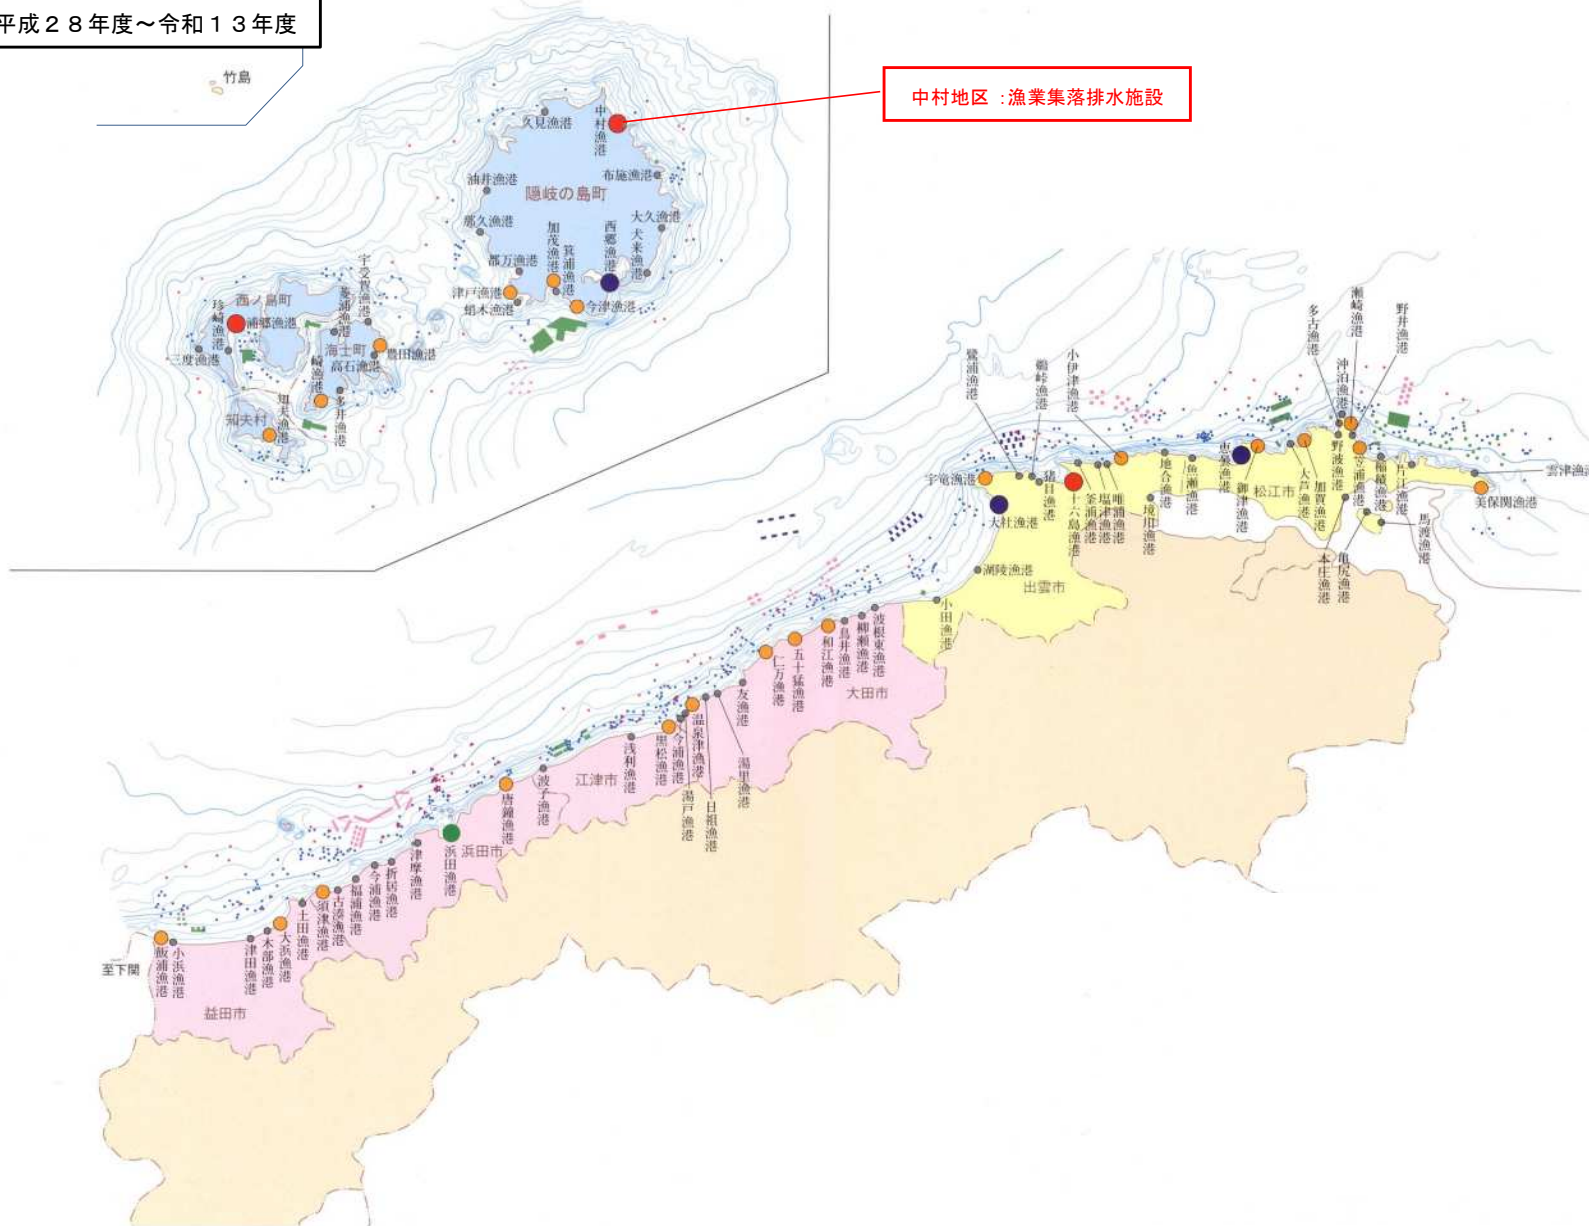 平成２８年度～令和１３年度
竹島
中村地区 ：漁業集落排水施設
久見漁港
中村漁港
布施漁港
油井漁港
隠岐の島町
那久漁港
加茂漁港
箕浦漁港
西郷漁港
大久漁港
犬来漁港
都万漁港
津戸漁港
蛸木漁港
今津漁港
宇受賀漁港
菱浦漁港
西ノ島町
珍崎漁港
浦郷漁港
三度漁港
海士町
豊田漁港
高石漁港
崎漁港
多井漁港
知夫漁港
知夫村
鷺浦漁港
鵜峠漁港
小伊津漁港
多古漁港
瀬崎漁港
沖泊漁港
野井漁港
宇竜漁港
猪目漁港
大社漁港
十六島漁港
釜浦漁港
塩津漁港
唯浦漁港
地合漁港
境川漁港
魚瀬漁港
恵曇漁港
御津漁港
松江市
大芦漁港
加賀漁港
野波漁港
笠浦漁港
稲積漁港
片江漁港
雲津漁港
美保関漁港
馬渡漁港
亀尻漁港
本庄漁港
湖陵漁港
出雲市
小田漁港
波根東漁港
柳瀬漁港
鳥井漁港
和江漁港
大田市
五十猛漁港
仁万漁港
友漁港
湯里漁港
日祖漁港
温泉津漁港
湯戸漁港
今浦漁港
黒松漁港
浅利漁港
江津市
波子漁港
唐鐘漁港
浜田漁港
浜田市
津摩漁港
折居漁港
今浦漁港
福浦漁港
古湊漁港
須津漁港
土田漁港
大浜漁港
木部漁港
津田漁港
小浜漁港
飯浦漁港
至下関
益田市